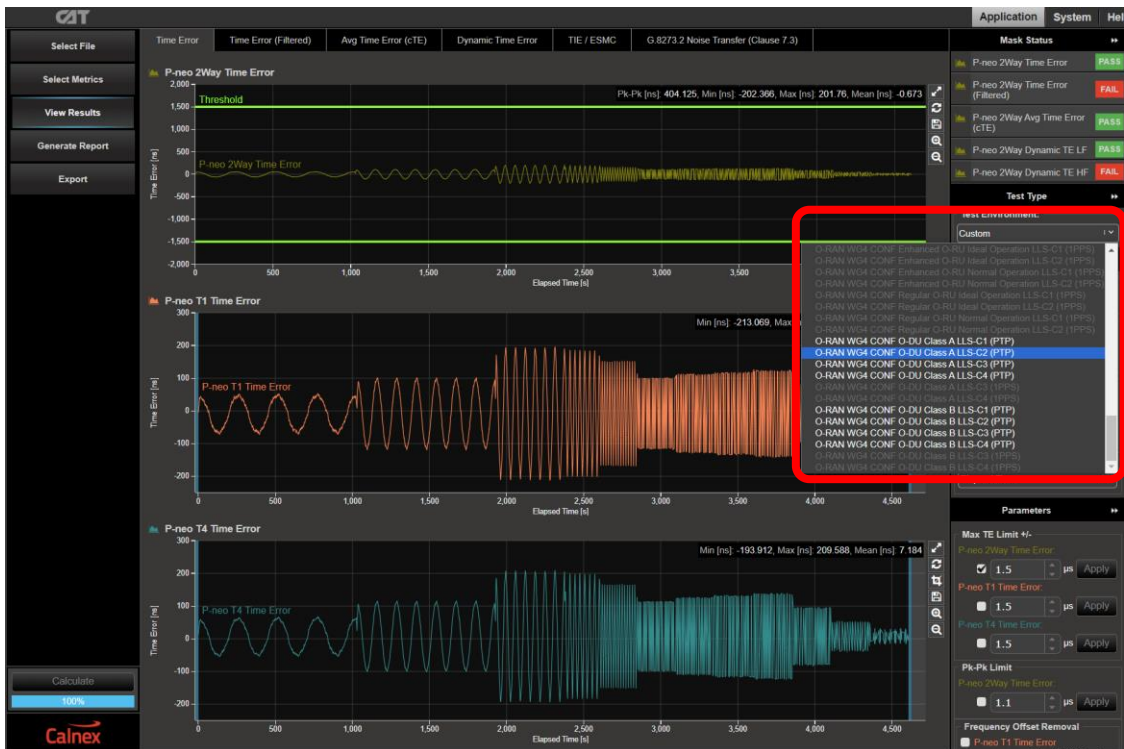 CAT
Application System Hel
Select File
Select Metrics
View Results
Generate Report
Export
Calculate
100%
Calnex
Time Error Time Error (Filtered) Avg Time Error (cTE) Dynamic Time Error TIE / ESMC G.8273.2 Noise Transfer (Clause 7.3)
P-neo 2Way Time Error
Pk-Pk [ns]: 404.125, Min [ns]: -202.366, Max [ns]: 201.76, Mean [ns]: -0.673
Threshold
P-neo 2Way Time Error
Time Error [ns]
2,000
1,500
1,000
500
0
-500
-1,000
-1,500
-2,000
0 500 1,000 1,500 2,000 2,500 3,000 3,500
Elapsed Time [s]
P-neo T1 Time Error
Min [ns]: -213.069, Max
P-neo T1 Time Error
Time Error [ns]
300
200
100
0
-100
-200
0 500 1,000 1,500 2,000 2,500 3,000 3,500 4,000 4,500
Elapsed Time [s]
P-neo T4 Time Error
Min [ns]: -193.912, Max [ns]: 209.588, Mean [ns]: 7.184
P-neo T4 Time Error
Time Error [ns]
300
200
100
0
-100
-200
0 500 1,000 1,500 2,000 2,500 3,000 3,500 4,000 4,500
Elapsed Time [s]
Mask Status
P-neo 2Way Time Error PASS
P-neo 2Way Time Error
(Filtered) FAIL
P-neo 2Way Avg Time Error
(cTE) PASS
P-neo 2Way Dynamic TE LF PASS
P-neo 2Way Dynamic TE HF FAIL
Test Type
Test Environment:
Custom
O-RAN WG4 CONF Enhanced O-RU Ideal Operation LLS-C1 (1PPS)
O-RAN WG4 CONF Enhanced O-RU Ideal Operation LLS-C2 (1PPS)
O-RAN WG4 CONF Enhanced O-RU Normal Operation LLS-C1 (1PPS)
O-RAN WG4 CONF Enhanced O-RU Normal Operation LLS-C2 (1PPS)
O-RAN WG4 CONF Regular O-RU Ideal Operation LLS-C1 (1PPS)
O-RAN WG4 CONF Regular O-RU Ideal Operation LLS-C2 (1PPS)
O-RAN WG4 CONF Regular O-RU Normal Operation LLS-C1 (1PPS)
O-RAN WG4 CONF Regular O-RU Normal Operation LLS-C2 (1PPS)
O-RAN WG4 CONF O-DU Class A LLS-C1 (PTP)
O-RAN WG4 CONF O-DU Class A LLS-C2 (PTP)
O-RAN WG4 CONF O-DU Class A LLS-C3 (PTP)
O-RAN WG4 CONF O-DU Class A LLS-C4 (PTP)
O-RAN WG4 CONF O-DU Class A LLS-C3 (1PPS)
O-RAN WG4 CONF O-DU Class A LLS-C4 (1PPS)
O-RAN WG4 CONF O-DU Class B LLS-C1 (PTP)
O-RAN WG4 CONF O-DU Class B LLS-C2 (PTP)
O-RAN WG4 CONF O-DU Class B LLS-C3 (PTP)
O-RAN WG4 CONF O-DU Class B LLS-C4 (PTP)
O-RAN WG4 CONF O-DU Class B LLS-C3 (1PPS)
O-RAN WG4 CONF O-DU Class B LLS-C4 (1PPS)
Parameters
Max TE Limit +/-
P-neo 2Way Time Error:
1.5 µs Apply
P-neo T1 Time Error:
1.5 µs Apply
P-neo T4 Time Error:
1.5 µs Apply
Pk-Pk Limit
P-neo 2Way Time Error:
1.1 µs Apply
Frequency Offset Removal
P-neo T1 Time Error